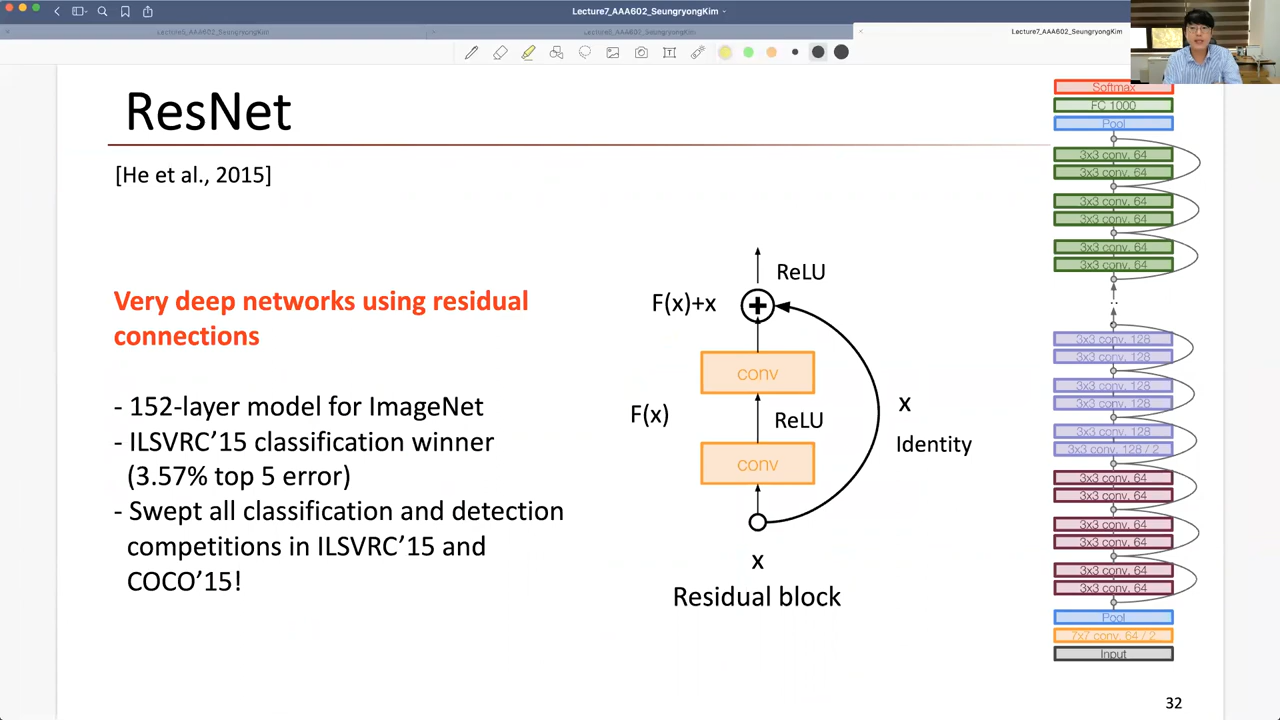 Lecture7_AAA602_SeungryongKim
Lecture5_AAA602_SeungryongKim
Lecture6_AAA602_SeungryongKim
Lecture7_AAA602_SeungryongKim
ResNet
[He et al., 2015]
Very deep networks using residual
connections
- 152-layer model for ImageNet
- ILSVRC’15 classification winner
(3.57% top 5 error)
- Swept all classification and detection
competitions in ILSVRC’15 and
COCO’15!
ReLU
F(x)+x
conv
F(x)
ReLU
x
Identity
conv
x
Residual block
Softmax
FC 1000
Pool
3x3 conv, 64
3x3 conv, 64
3x3 conv, 64
3x3 conv, 64
3x3 conv, 64
3x3 conv, 64
..
3x3 conv, 128
3x3 conv, 128
3x3 conv, 128
3x3 conv, 128
3x3 conv, 128
3x3 conv, 128 / 2
3x3 conv, 64
3x3 conv, 64
3x3 conv, 64
3x3 conv, 64
3x3 conv, 64
3x3 conv, 64
Pool
7x7 conv, 64 / 2
Input
32